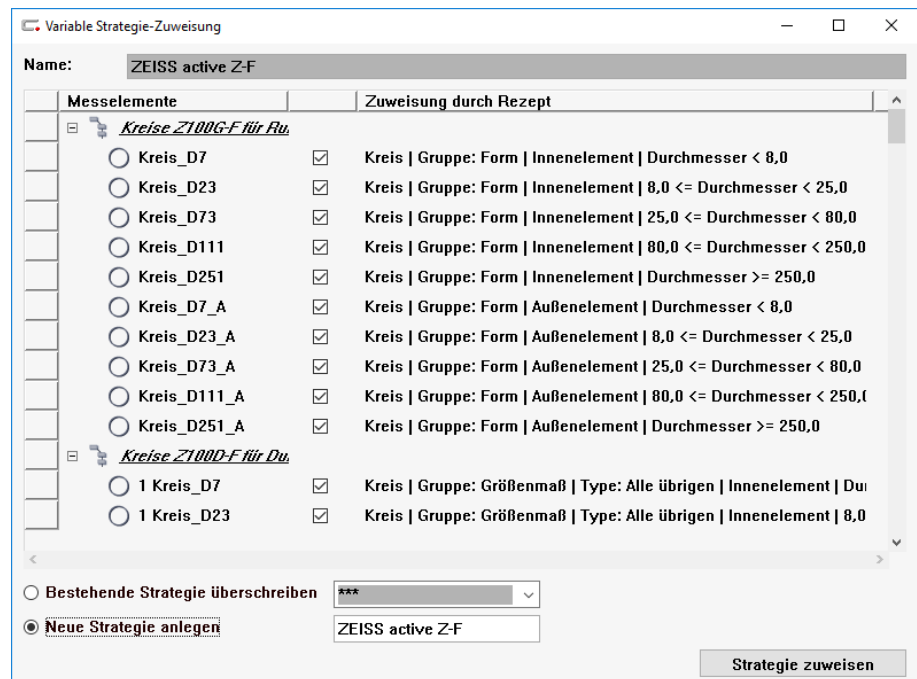 Variable Strategie-Zuweisung
Name: ZEISS active Z-F
Messelemente Zuweisung durch Rezept
Kreise Z100G-F für Ru
Kreis_D7 Kreis | Gruppe: Form | Innenelement | Durchmesser < 8,0
Kreis_D23 Kreis | Gruppe: Form | Innenelement | 8,0 <= Durchmesser < 25,0
Kreis_D73 Kreis | Gruppe: Form | Innenelement | 25,0 <= Durchmesser < 80,0
Kreis_D111 Kreis | Gruppe: Form | Innenelement | 80,0 <= Durchmesser < 250,0
Kreis_D251 Kreis | Gruppe: Form | Innenelement | Durchmesser >= 250,0
Kreis_D7_A Kreis | Gruppe: Form | Außenelement | Durchmesser < 8,0
Kreis_D23_A Kreis | Gruppe: Form | Außenelement | 8,0 <= Durchmesser < 25,0
Kreis_D73_A Kreis | Gruppe: Form | Außenelement | 25,0 <= Durchmesser < 80,0
Kreis_D111_A Kreis | Gruppe: Form | Außenelement | 80,0 <= Durchmesser < 250,(
Kreis_D251_A Kreis | Gruppe: Form | Außenelement | Durchmesser >= 250,0
Kreise Z100D-F für Du
1 Kreis_D7 Kreis | Gruppe: Größenmaß | Type: Alle übrigen | Innenelement | Du
1 Kreis_D23 Kreis | Gruppe: Größenmaß | Type: Alle übrigen | Innenelement | 8,0
Bestehende Strategie überschreiben ***
Neue Strategie anlegen ZEISS active Z-F
Strategie zuweisen